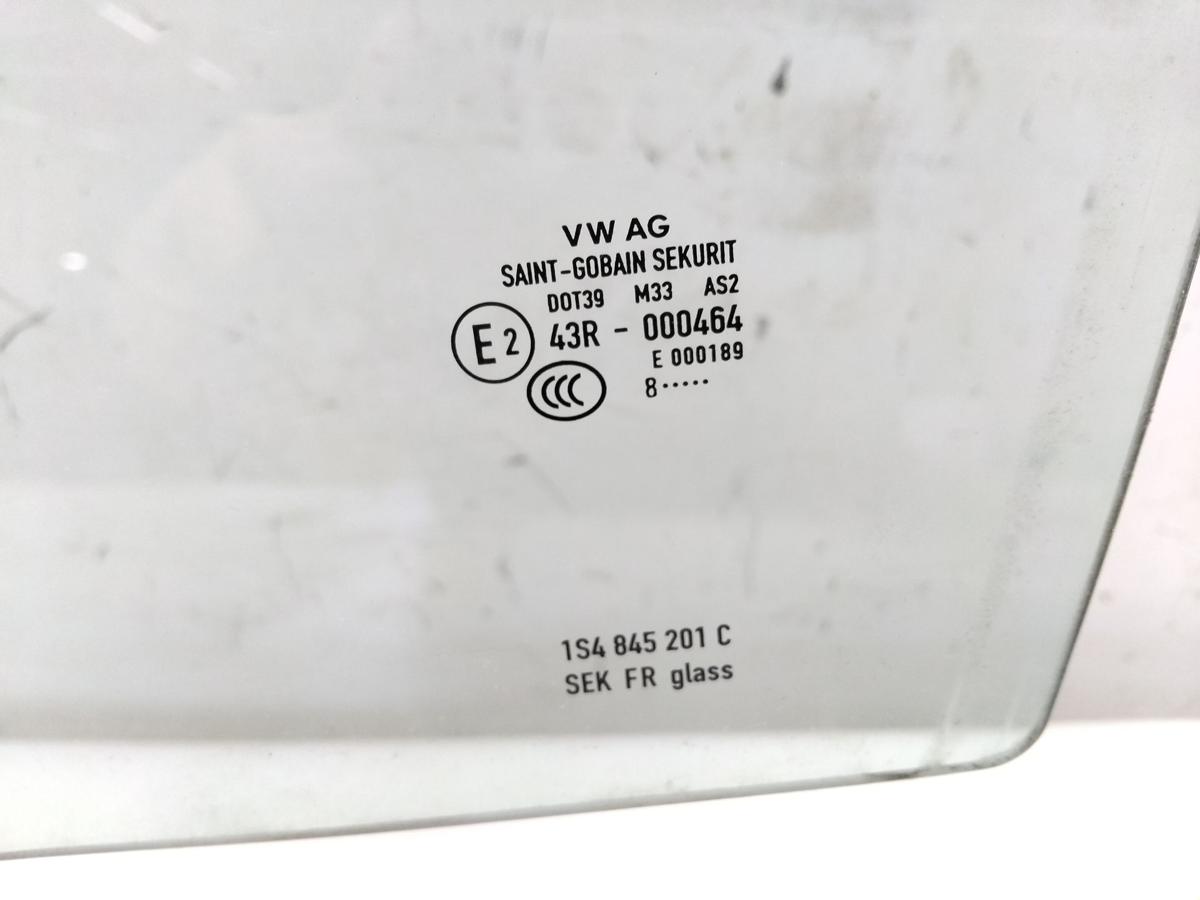 VW AG
SAINT-GOBAIN SEKURIT
DOT39 M33 AS2
E2 43R - 000464
E 000189
CCC 8·····
1S4 845 201 C
SEK FR glass